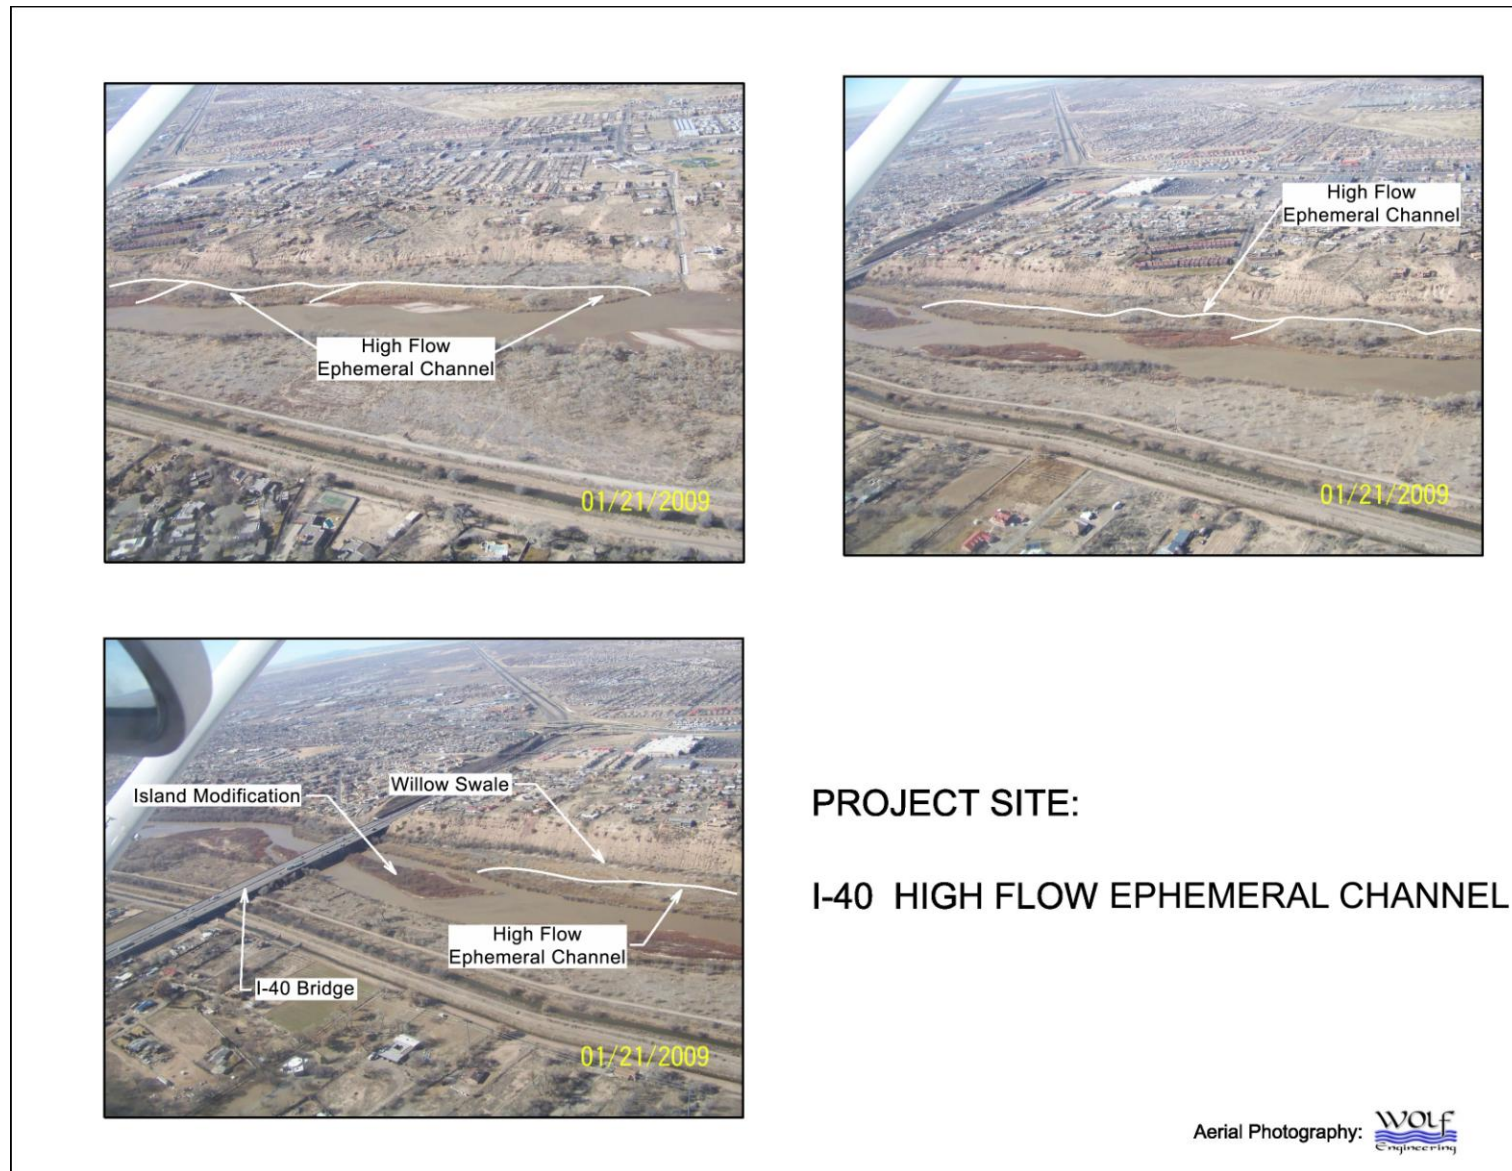 High Flow
Ephemeral Channel
01/21/2009
High Flow
Ephemeral Channel
01/21/2009
Island Modification
Willow Swale
High Flow
Ephemeral Channel
I-40 Bridge
01/21/2009
PROJECT SITE:
I-40 HIGH FLOW EPHEMERAL CHANNEL
Aerial Photography:
WOLF
Engineering